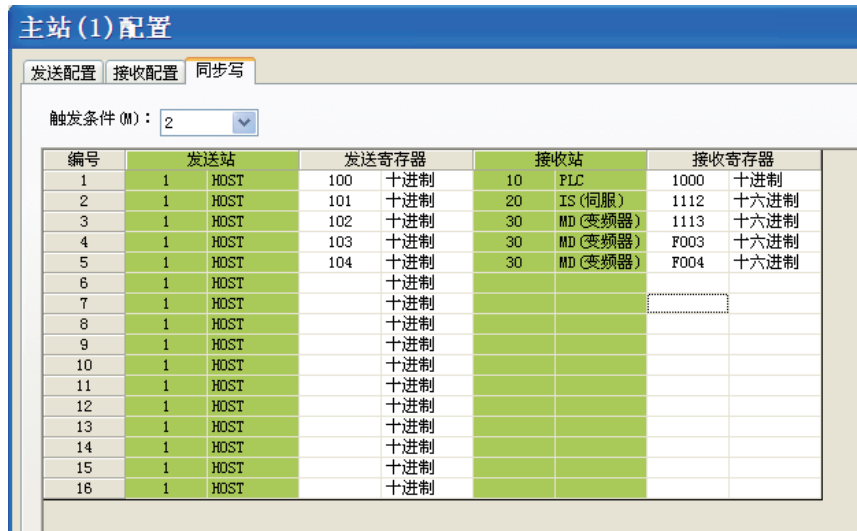 主站(1)配置
发送配置 接收配置 同步写
触发条件(M)： 2
编号 发送站 发送寄存器 接收站 接收寄存器
1 1 HOST 100 十进制 10 PLC 1000 十进制
2 1 HOST 101 十进制 20 IS(伺服) 1112 十六进制
3 1 HOST 102 十进制 30 MD(变频器) 1113 十六进制
4 1 HOST 103 十进制 30 MD(变频器) F003 十六进制
5 1 HOST 104 十进制 30 MD(变频器) F004 十六进制
6 1 HOST 十进制
7 1 HOST 十进制
8 1 HOST 十进制
9 1 HOST 十进制
10 1 HOST 十进制
11 1 HOST 十进制
12 1 HOST 十进制
13 1 HOST 十进制
14 1 HOST 十进制
15 1 HOST 十进制
16 1 HOST 十进制